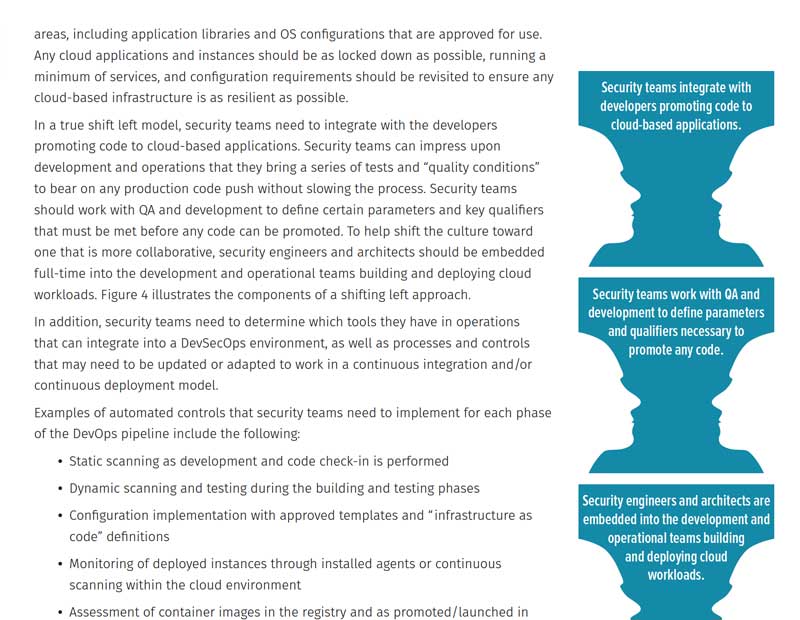 areas, including application libraries and OS configurations that are approved for use.
Any cloud applications and instances should be as locked down as possible, running a
minimum of services, and configuration requirements should be revisited to ensure any
cloud-based infrastructure is as resilient as possible.
In a true shift left model, security teams need to integrate with the developers
promoting code to cloud-based applications. Security teams can impress upon
development and operations that they bring a series of tests and “quality conditions”
to bear on any production code push without slowing the process. Security teams
should work with QA and development to define certain parameters and key qualifiers
that must be met before any code can be promoted. To help shift the culture toward
one that is more collaborative, security engineers and architects should be embedded
full-time into the development and operational teams building and deploying cloud
workloads. Figure 4 illustrates the components of a shifting left approach.
In addition, security teams need to determine which tools they have in operations
that can integrate into a DevSecOps environment, as well as processes and controls
that may need to be updated or adapted to work in a continuous integration and/or
continuous deployment model.
Examples of automated controls that security teams need to implement for each phase
of the DevOps pipeline include the following:
• Static scanning as development and code check-in is performed
• Dynamic scanning and testing during the building and testing phases
• Configuration implementation with approved templates and “infrastructure as
code” definitions
• Monitoring of deployed instances through installed agents or continuous
scanning within the cloud environment
• Assessment of container images in the registry and as promoted/launched in
Security teams integrate with
developers promoting code to
cloud-based applications.
Security teams work with QA and
development to define parameters
and qualifiers necessary to
promote any code.
Security engineers and architects are
embedded into the development and
operational teams building
and deploying cloud
workloads.